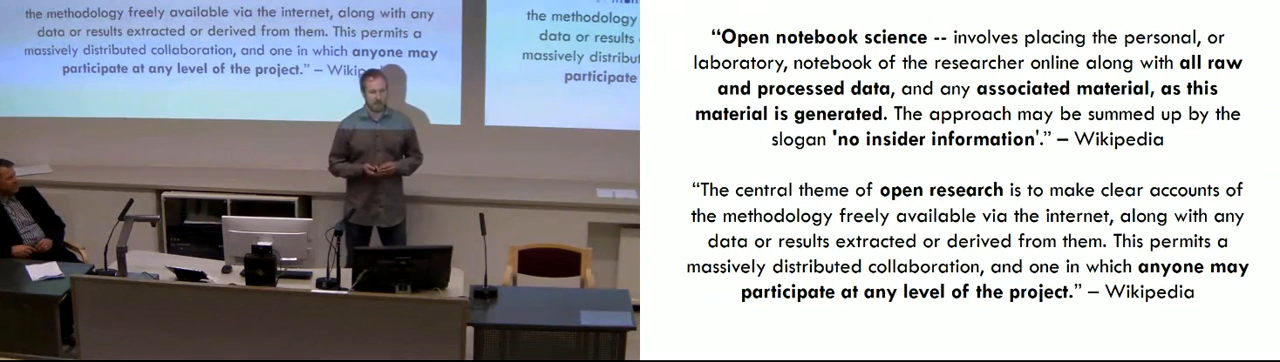 the methodology freely available via the internet, along with any
data or results extracted or derived from them. This permits a
massively distributed collaboration, and one in which anyone may
participate at any level of the project.” – Wikip
the methodology
data or results
massively distribut
participate
“Open notebook science -- involves placing the personal, or
laboratory, notebook of the researcher online along with all raw
and processed data, and any associated material, as this
material is generated. The approach may be summed up by the
slogan 'no insider information'.” – Wikipedia
“The central theme of open research is to make clear accounts of
the methodology freely available via the internet, along with any
data or results extracted or derived from them. This permits a
massively distributed collaboration, and one in which anyone may
participate at any level of the project.” – Wikipedia